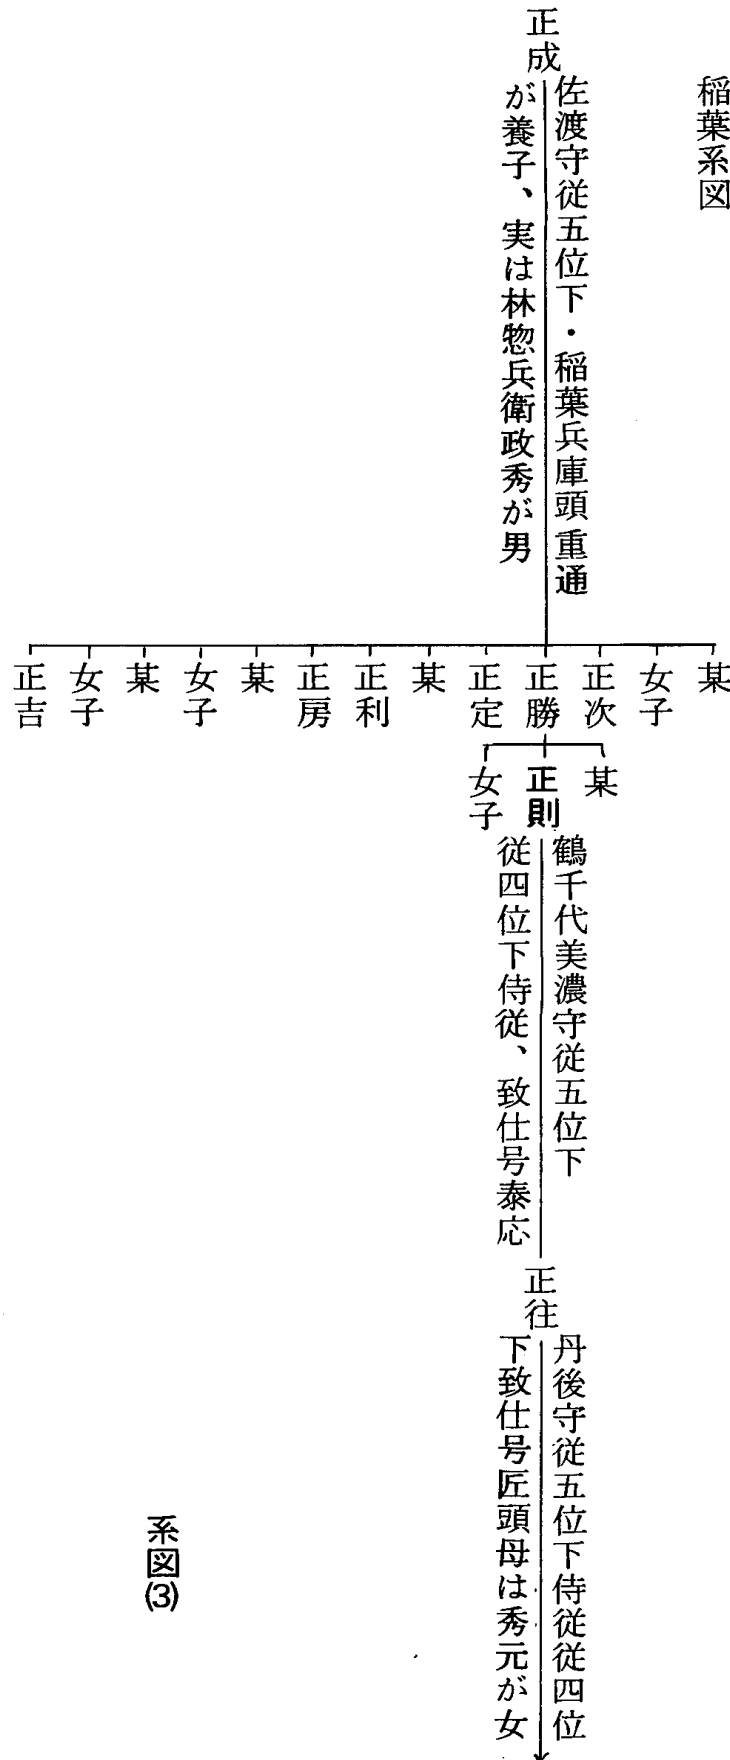 稲葉系図
正成
佐渡守従五位下・稲葉兵庫頭重通
が養子、実は林惣兵衛政秀が男
某
女子
正次
正勝
正定
某
正利
正房
某
女子
某
女子
正吉
某
正則
女子
鶴千代美濃守従五位下
従四位下侍従、致仕号泰応
正往
丹後守従五位下侍従従四位
下致仕号匠頭母は秀元が女
系図(3)